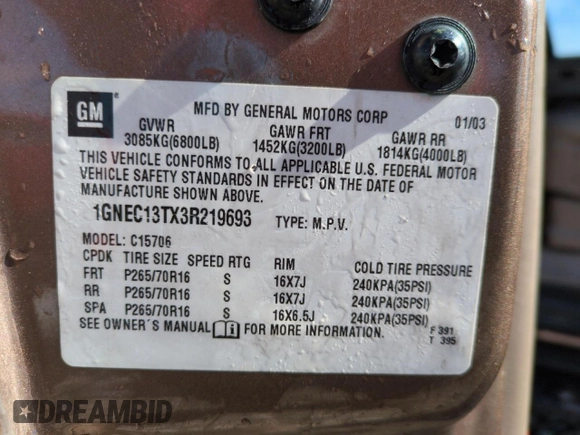 GM ®
MFD BY GENERAL MOTORS CORP 01/03
GVWR GAWR FRT GAWR RR
3085KG(6800LB) 1452KG(3200LB) 1814KG(4000LB)
THIS VEHICLE CONFORMS TO ALL APPLICABLE U.S. FEDERAL MOTOR
VEHICLE SAFETY STANDARDS IN EFFECT ON THE DATE OF
MANUFACTURE SHOWN ABOVE.
1GNEC13TX3R219693 TYPE: M.P.V.
MODEL: C15706
CPDK TIRE SIZE SPEED RTG RIM COLD TIRE PRESSURE
FRT P265/70R16 S 16X7J 240KPA(35PSI)
RR P265/70R16 S 16X7J 240KPA(35PSI)
SPA P265/70R16 S 16X6.5J 240KPA(35PSI)
SEE OWNER´S MANUAL i FOR MORE INFORMATION. F 391
T 395
DREAMBID